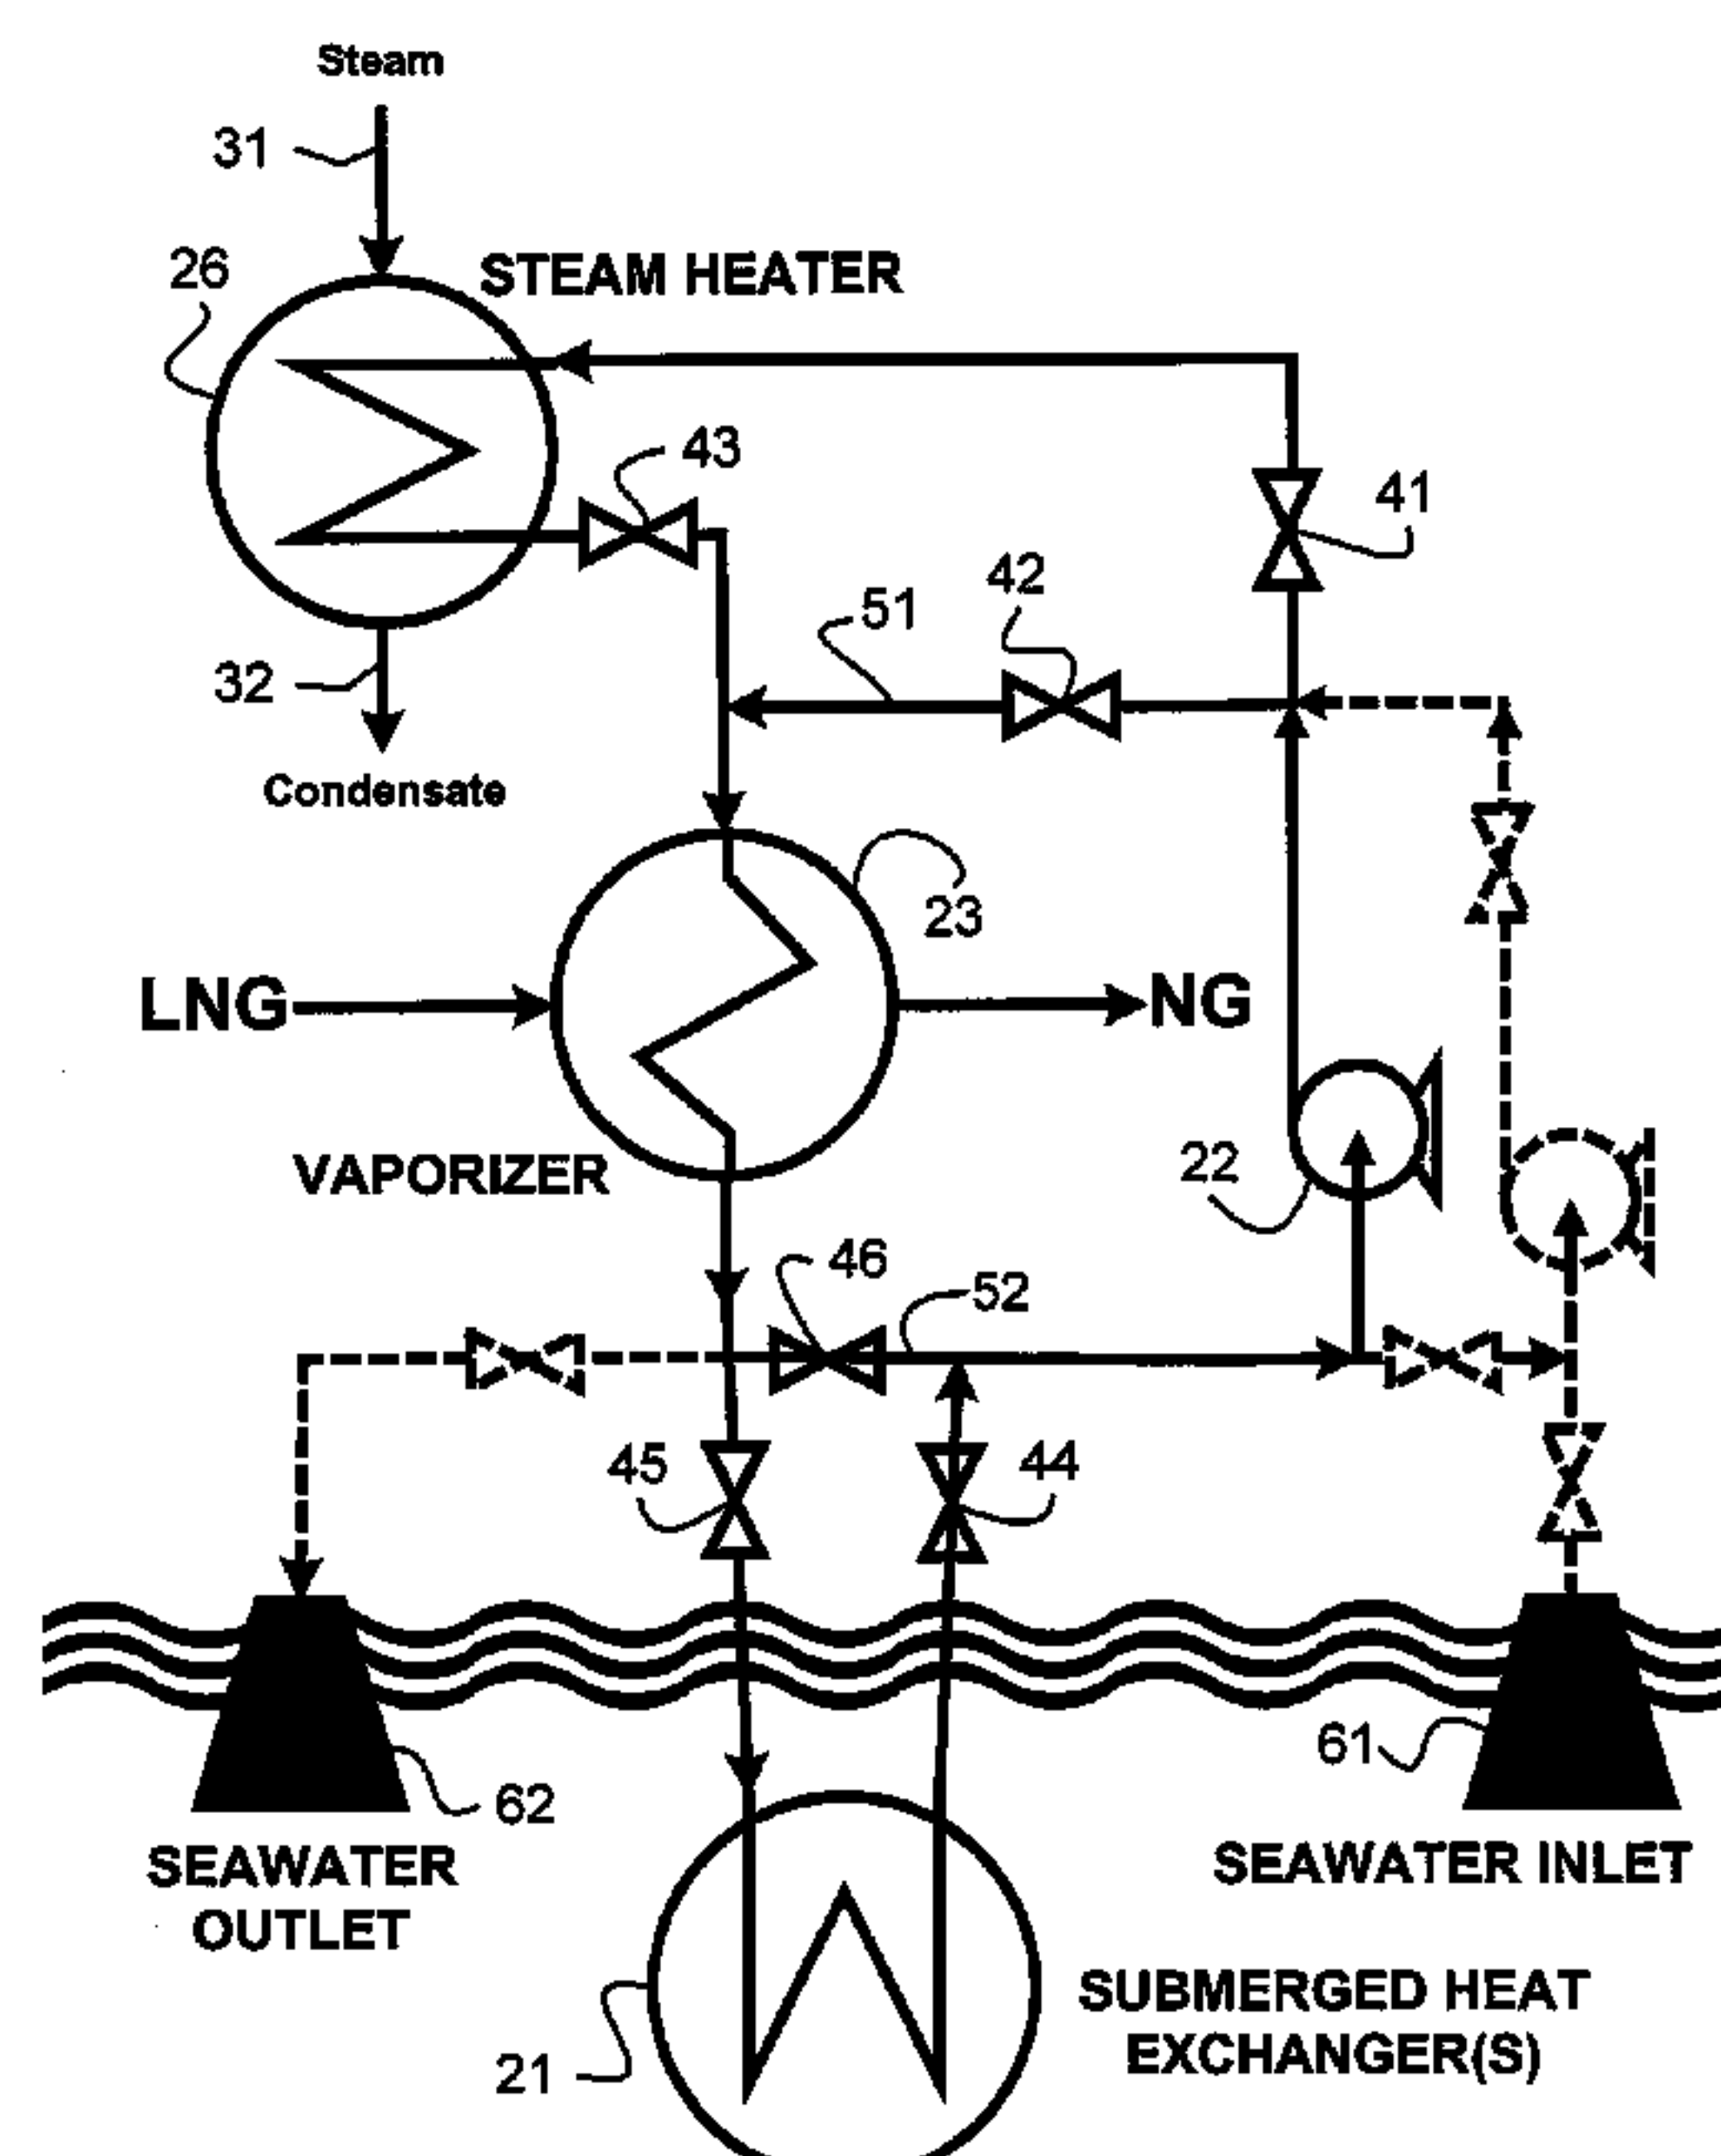 Steam
31
26
STEAM HEATER
43
41
42
51
32
Condensate
23
LNG
NG
VAPORIZER
22
46
52
45
44
61
62
SEAWATER
OUTLET
SEAWATER INLET
SUBMERGED HEAT
EXCHANGER(S)
21